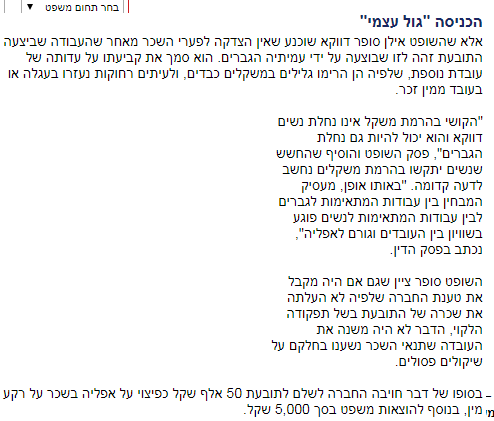 בחר תחום משפט
הכניסה "גול עצמי"
אלא שהשופט אילן סופר דווקא שוכנע שאין הצדקה לפערי השכר מאחר שהעבודה שביצעה
התובעת זהה לזו שבוצעה על ידי עמיתיה הגברים. הוא סמך את קביעתו על עדותה של
עובדת נוספת, שלפיה הן הרימו גלילים במשקלים כבדים, ולעיתים רחוקות נעזרו בעגלה או
בעובד ממין זכר.
"הקושי בהרמת משקל אינו נחלת נשים
דווקא והוא יכול להיות גם נחלת
הגברים", פסק השופט והוסיף שהחשש
שנשים יתקשו בהרמת משקלים נחשב
לדעה קדומה. "באותו אופן, מעסיק
המבחין בין עבודות המתאימות לגברים
לבין עבודות המתאימות לנשים פוגע
בשוויון בין העובדים וגורם לאפליה",
נכתב בפסק הדין.
השופט סופר ציין שגם אם היה מקבל
את טענת החברה שלפיה לא העלתה
את שכרה של התובעת בשל תפקודה
הלקוי, הדבר לא היה משנה את
העובדה שתנאי השכר נשענו בחלקם על
שיקולים פסולים.
בסופו של דבר חויבה החברה לשלם לתובעת 50 אלף שקל כפיצוי על אפליה בשכר על רקע
מין, בנוסף להוצאות משפט בסך 5,000 שקל.